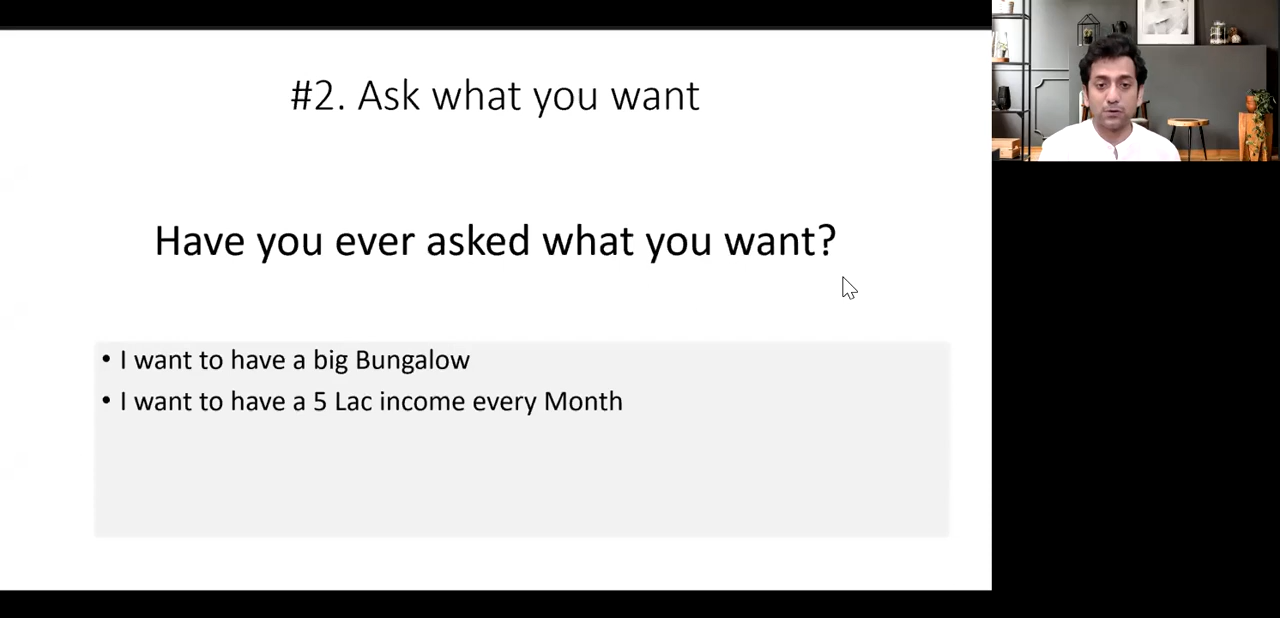 #2. Ask what you want
Have you ever asked what you want?
• I want to have a big Bungalow
• I want to have a 5 Lac income every Month